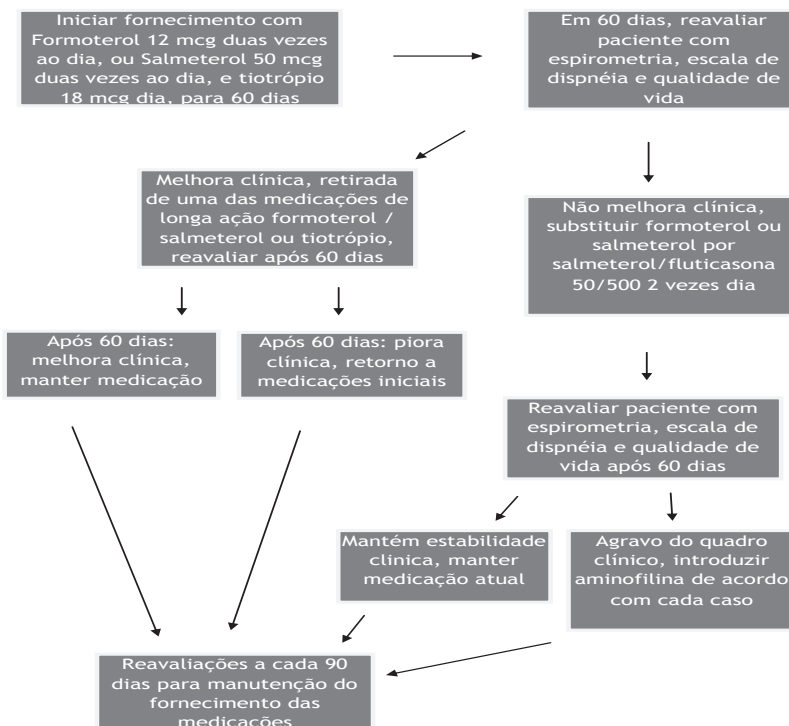 Iniciar fornecimento com
Formoterol 12 mcg duas vezes
ao dia, ou Salmeterol 50 mcg
duas vezes ao dia, e tiotrópio
18 mcg dia, para 60 dias
Em 60 dias, reavaliar
paciente com
espirometria, escala de
dispnéia e qualidade de
vida
Melhora clínica, retirada
de uma das medicações de
longa ação formoterol /
salmeterol ou tiotrópio,
reavaliar após 60 dias
Não melhora clínica,
substituir formoterol ou
salmeterol por
salmeterol/fluticasona
50/500 2 vezes dia
Após 60 dias:
melhora clínica,
manter medicação
Após 60 dias: piora
clínica, retorno a
medicações iniciais
Reavaliar paciente com
espirometria, escala de
dispnéia e qualidade de
vida após 60 dias
Mantém estabilidade
clinica, manter
medicação atual
Agravo do quadro
clínico, introduzir
aminofilina de acordo
com cada caso
Reavaliações a cada 90
dias para manutenção do
fornecimento das
medicações